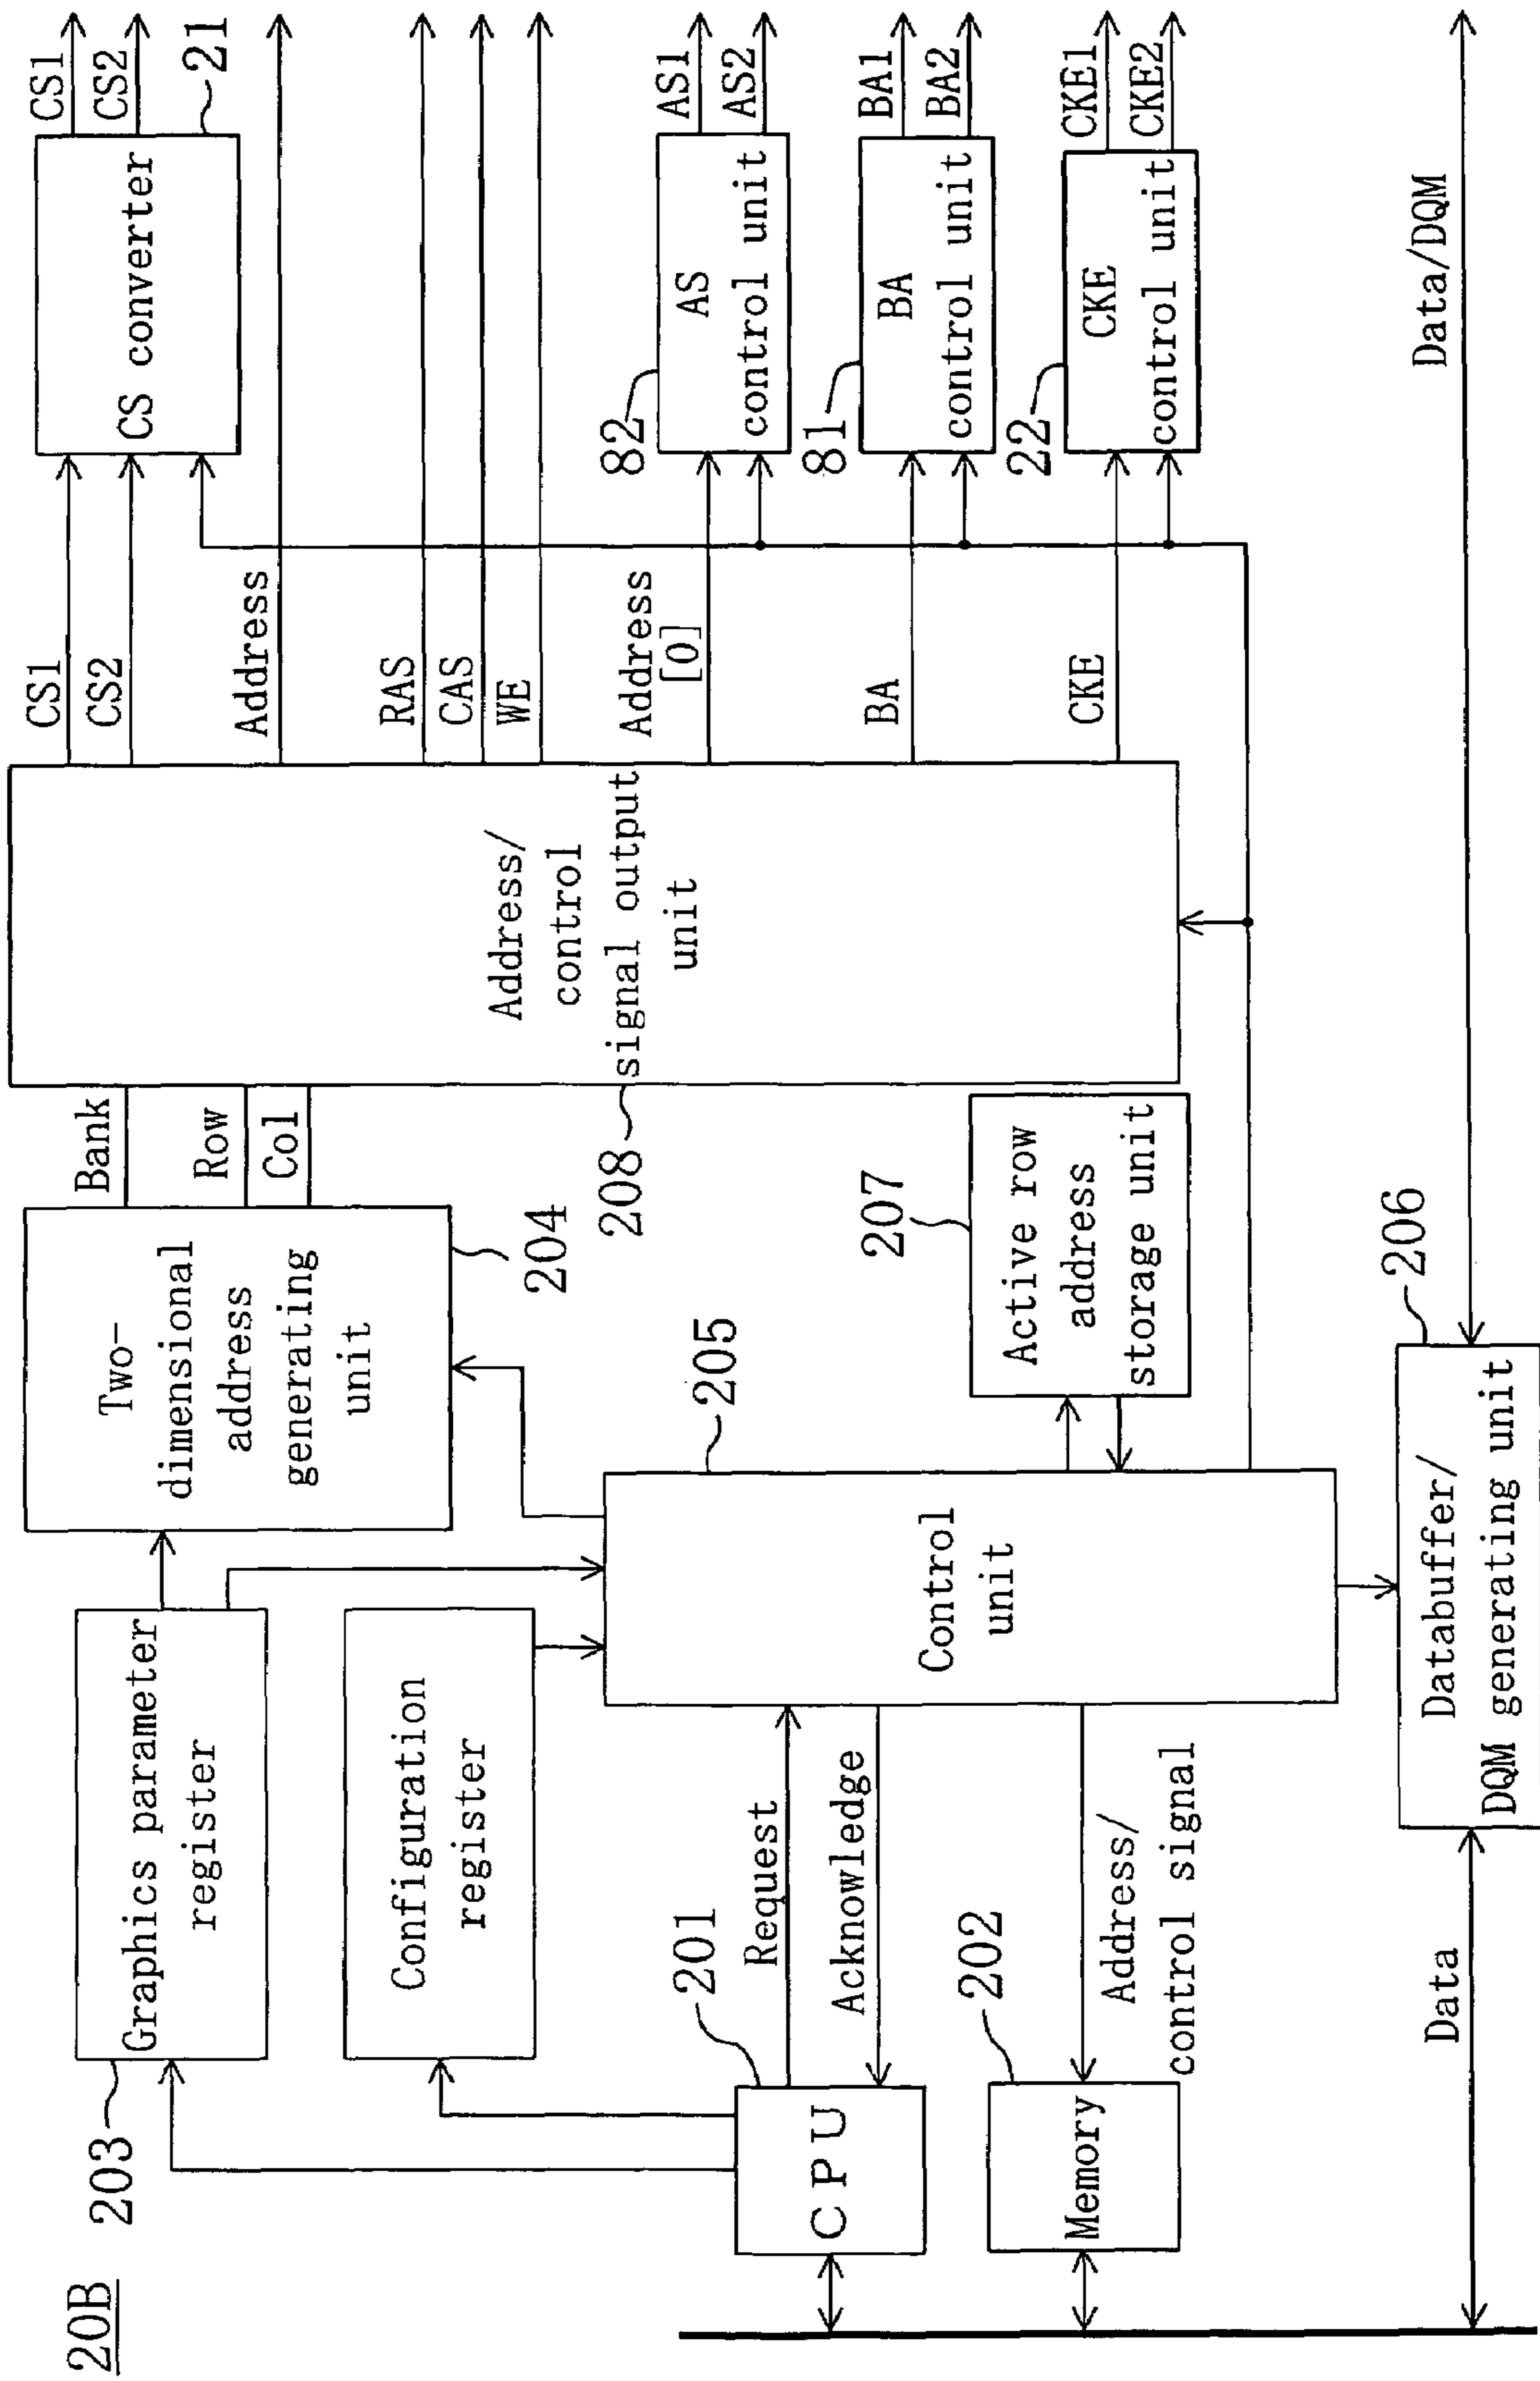 20B
203
Graphics parameter
register
Configuration
register
Two-
dimensional
address
generating
unit
204
Bank
Row
Col
Address/
control
signal output
unit
208
CS1
CS2
Address
RAS
CAS
WE
Address
[0]
BA
CKE
CS converter
21
CS1
CS2
82
AS
control unit
AS1
AS2
81
BA
control unit
BA1
BA2
22
CKE
control unit
CKE1
CKE2
201
CPU
Request
Acknowledge
202
Memory
Address/
control signal
205
Control
unit
207
Active row
address
storage unit
Data
206
Databuffer/
DQM generating unit
Data/DQM